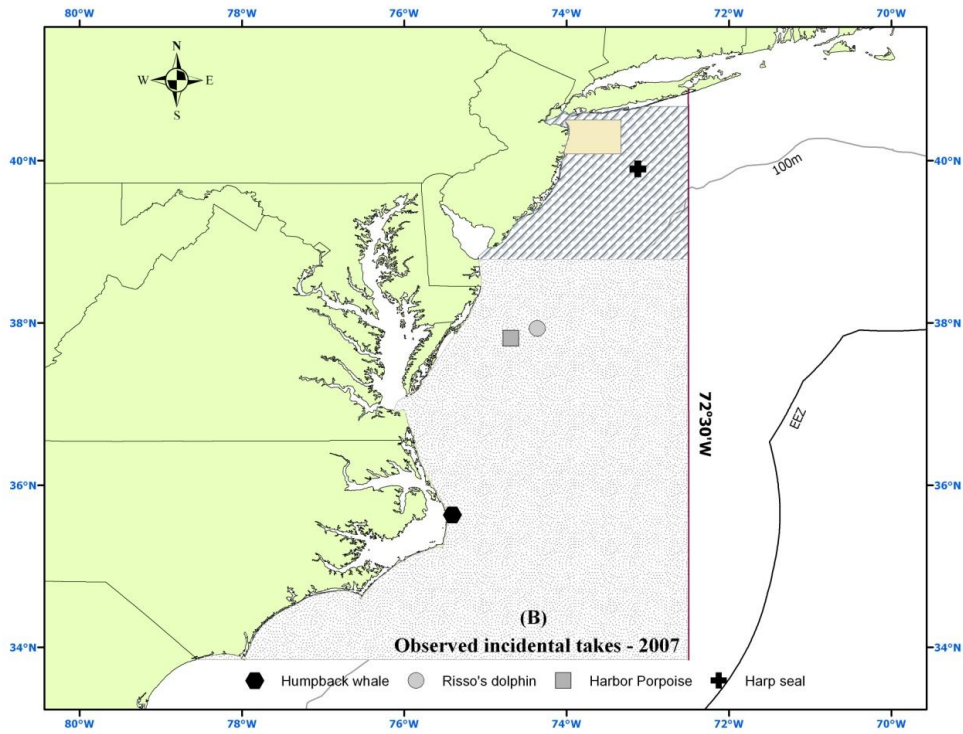 80°W 78°W 76°W 74°W 72°W 70°W
N
W E
S
40°N 40°N
100m
38°N 38°N
72°30'W
EEZ
36°N 36°N
(B)
Observed incidental takes - 2007
34°N 34°N
Humpback whale Risso's dolphin Harbor Porpoise Harp seal
80°W 78°W 76°W 74°W 72°W 70°W